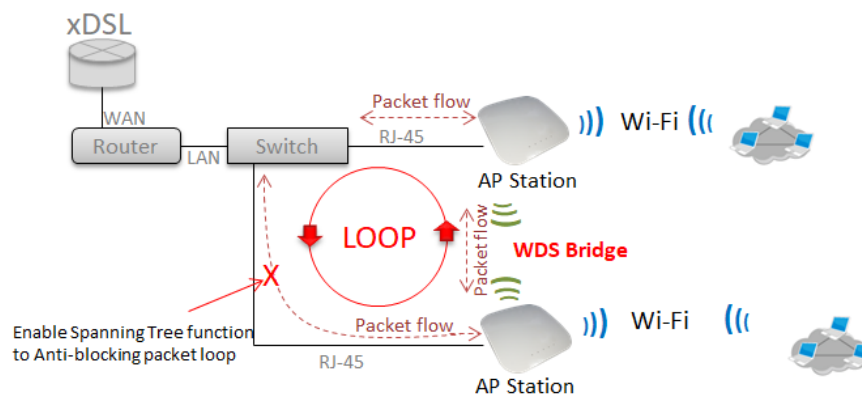 xDSL
WAN
Router
LAN
Switch
RJ-45
Packet flow
AP Station
Wi-Fi
LOOP
Packet flow
WDS Bridge
X
Enable Spanning Tree function
to Anti-blocking packet loop
Packet flow
RJ-45
AP Station
Wi-Fi